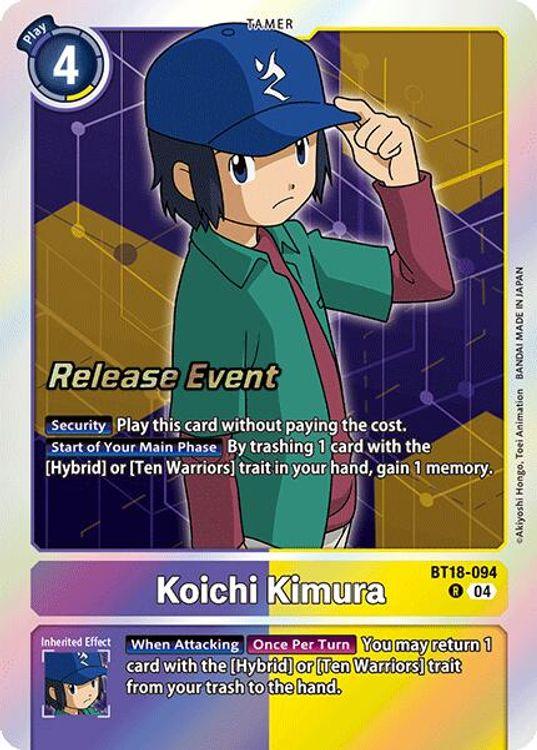 TAMER
Play
4
Release Event
Security Play this card without paying the cost.
Start of Your Main Phase By trashing 1 card with the
[Hybrid] or [Ten Warriors] trait in your hand, gain 1 memory.
©Akiyoshi Hongo, Toei Animation BANDAI MADE IN JAPAN
BT18-094
Koichi Kimura
R 04
Inherited Effect
When Attacking Once Per Turn You may return 1
card with the [Hybrid] or [Ten Warriors] trait
from your trash to the hand.